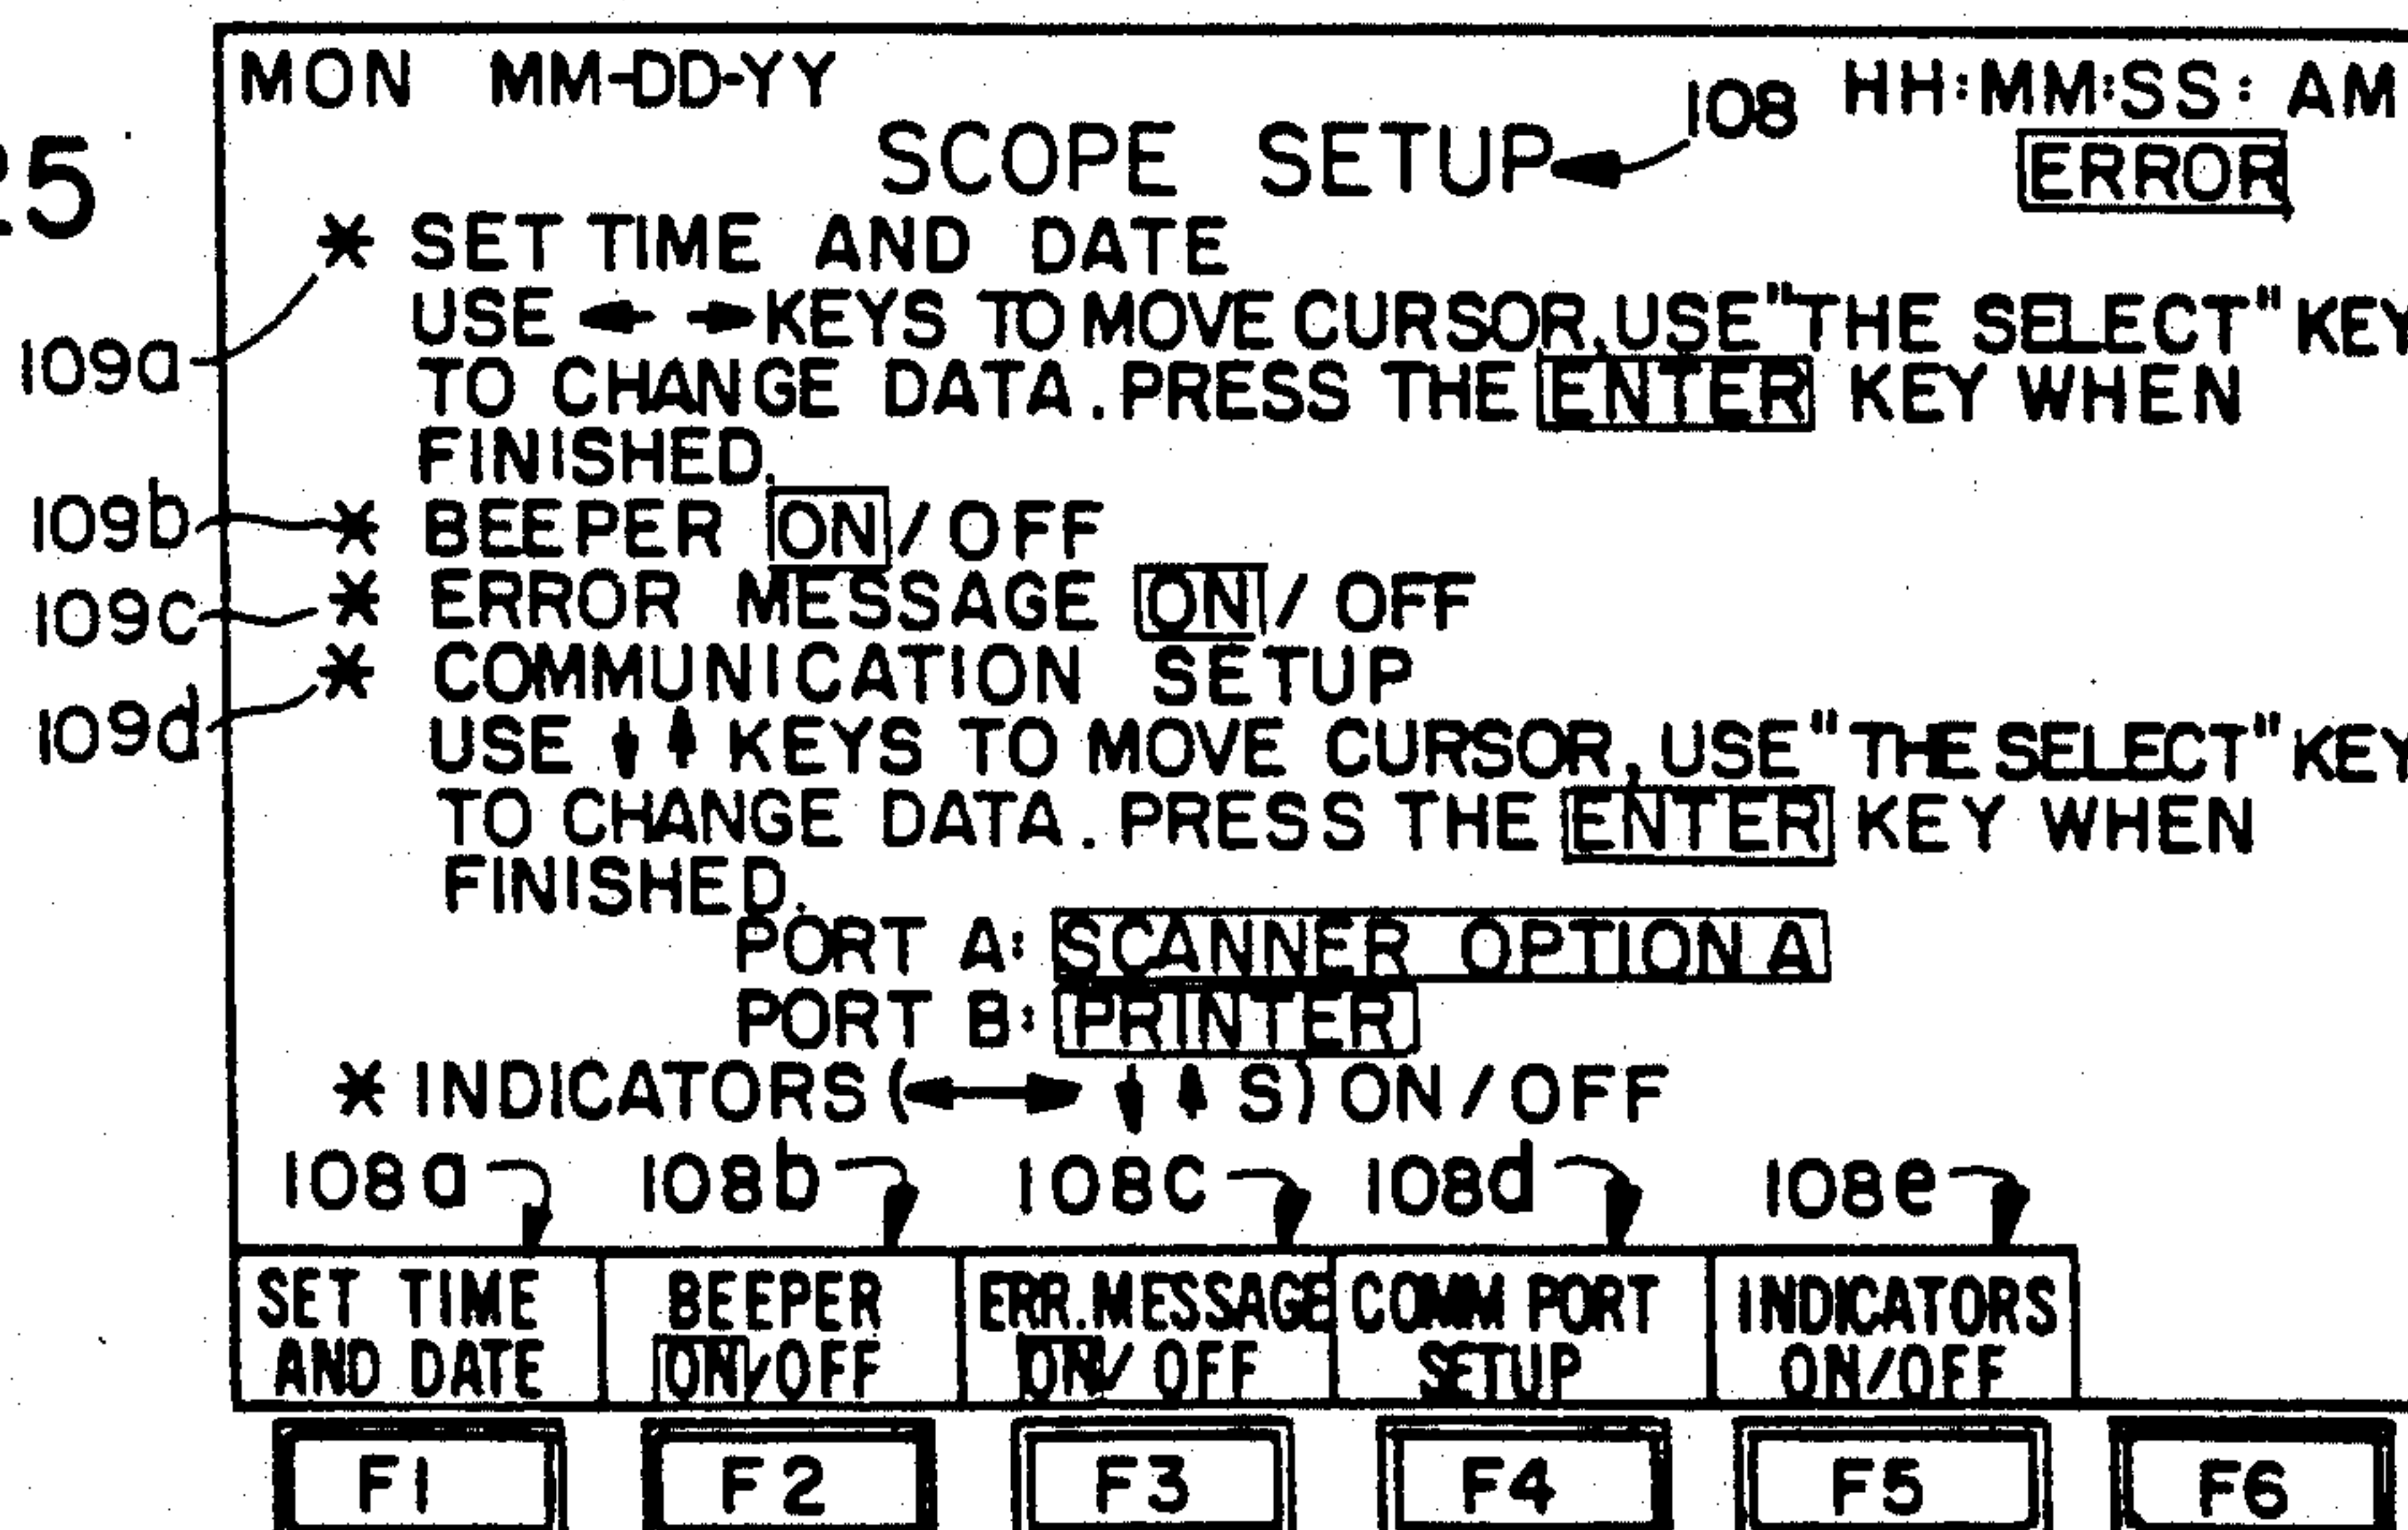 MON MM-DD-YY 108 HH:MM:SS: AM
25 SCOPE SETUP ERROR
* SET TIME AND DATE
USE ← → KEYS TO MOVE CURSOR, USE "THE SELECT" KEY
109a TO CHANGE DATA. PRESS THE ENTER KEY WHEN
FINISHED.
109b * BEEPER ON/OFF
109c * ERROR MESSAGE ON/OFF
* COMMUNICATION SETUP
109d USE ↓ ↑ KEYS TO MOVE CURSOR, USE "THE SELECT" KEY
TO CHANGE DATA. PRESS THE ENTER KEY WHEN
FINISHED.
PORT A: SCANNER OPTION A
PORT B: PRINTER
* INDICATORS (←→ ↓ ↑ S) ON/OFF
108a 108b 108c 108d 108e
SET TIME BEEPER ERR.MESSAGE COMM PORT INDICATORS
AND DATE ON/OFF ON/OFF SETUP ON/OFF
F1 F2 F3 F4 F5 F6